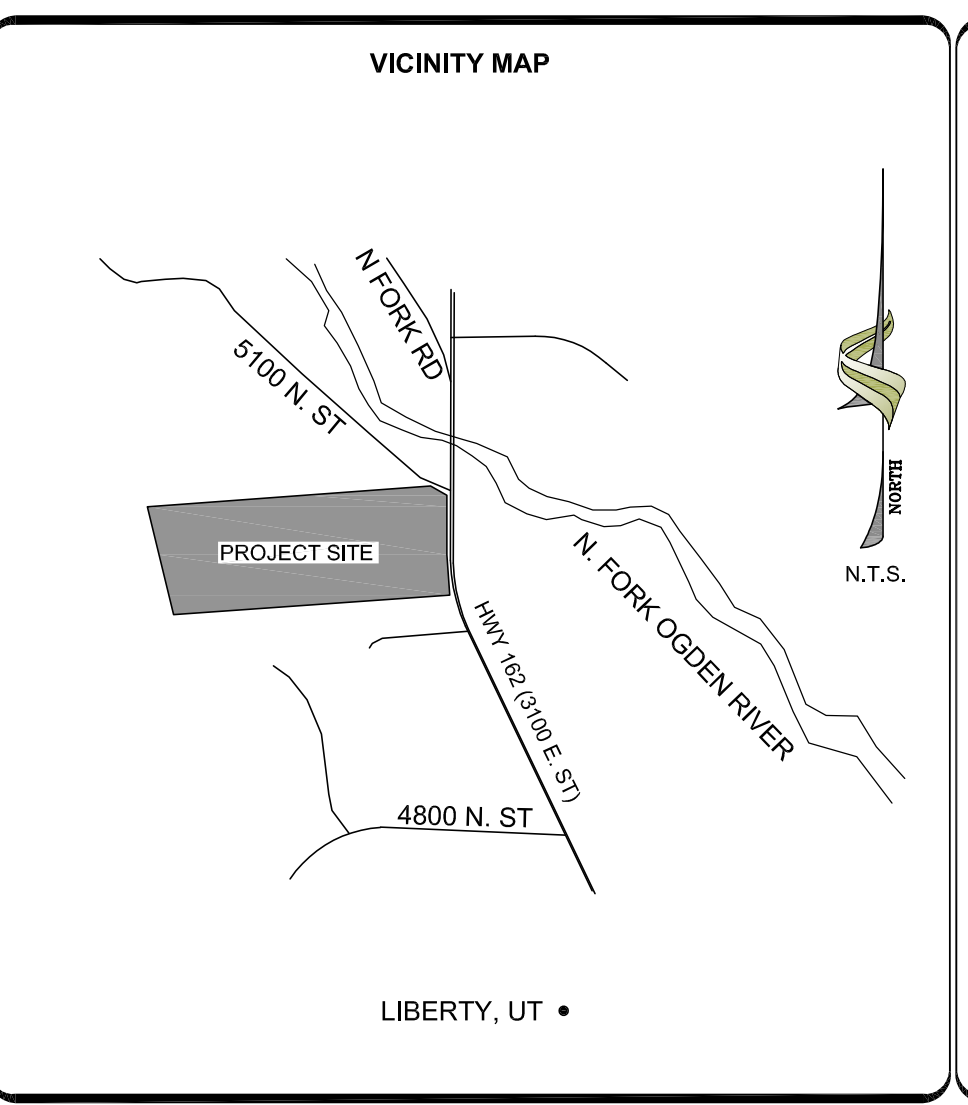 VICINITY MAP
N FORK RD
5100 N. ST
NORTH
PROJECT SITE
N.T.S.
N. FORK OGDEN RIVER
HWY 162 (3100 E. ST)
4800 N. ST
LIBERTY, UT